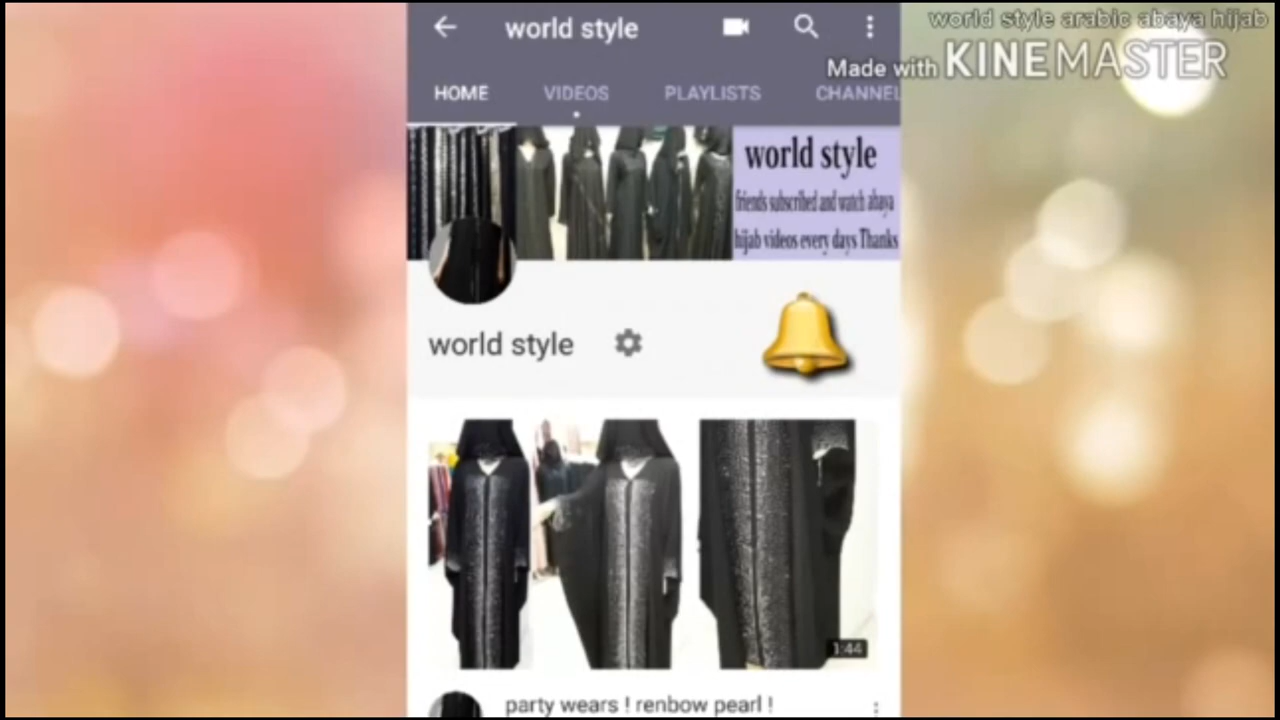 world style arabic abaya hijab
Made with KINEMASTER
world style
HOME VIDEOS PLAYLISTS CHANNEL
world style
friends subscribed and watch abaya
hijab videos every days Thanks
world style
1:44
party wears ! renbow pearl !